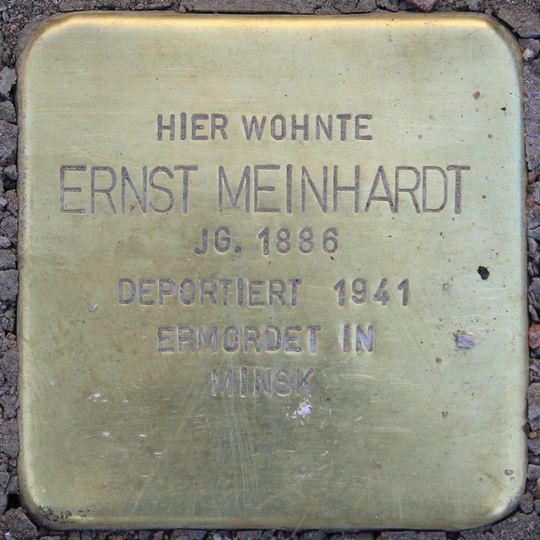 HIER WOHNTE
ERNST MEINHARDT
JG. 1886
DEPORTIERT 1941
ERMORDET IN
MINSK